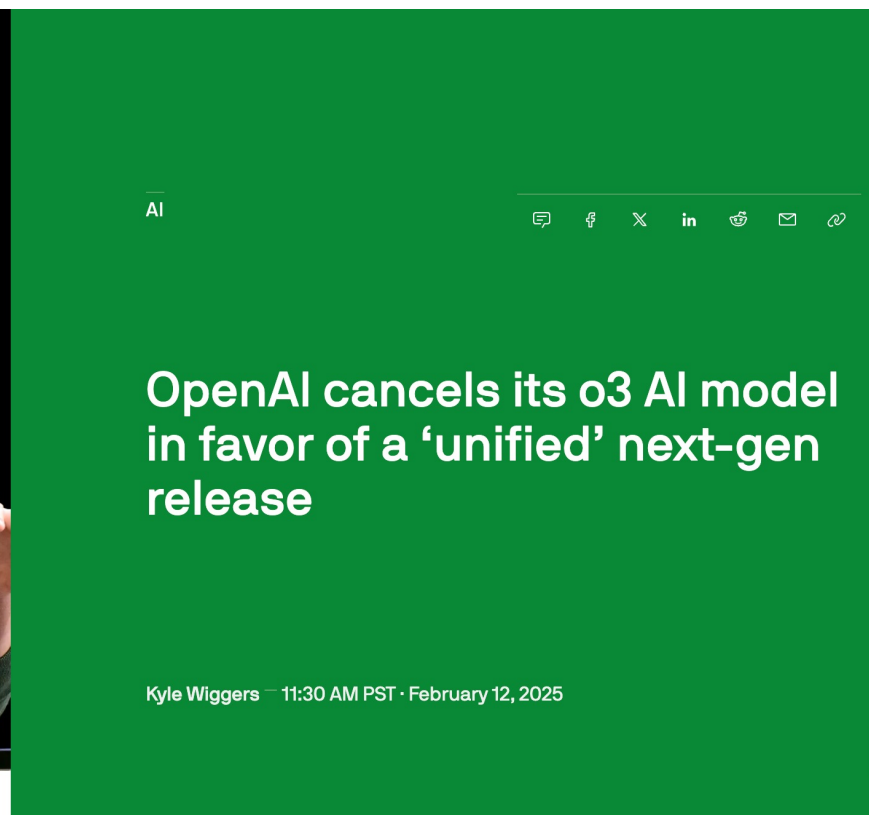 AI
OpenAI cancels its o3 AI model
in favor of a ‘unified’ next-gen
release
Kyle Wiggers — 11:30 AM PST · February 12, 2025